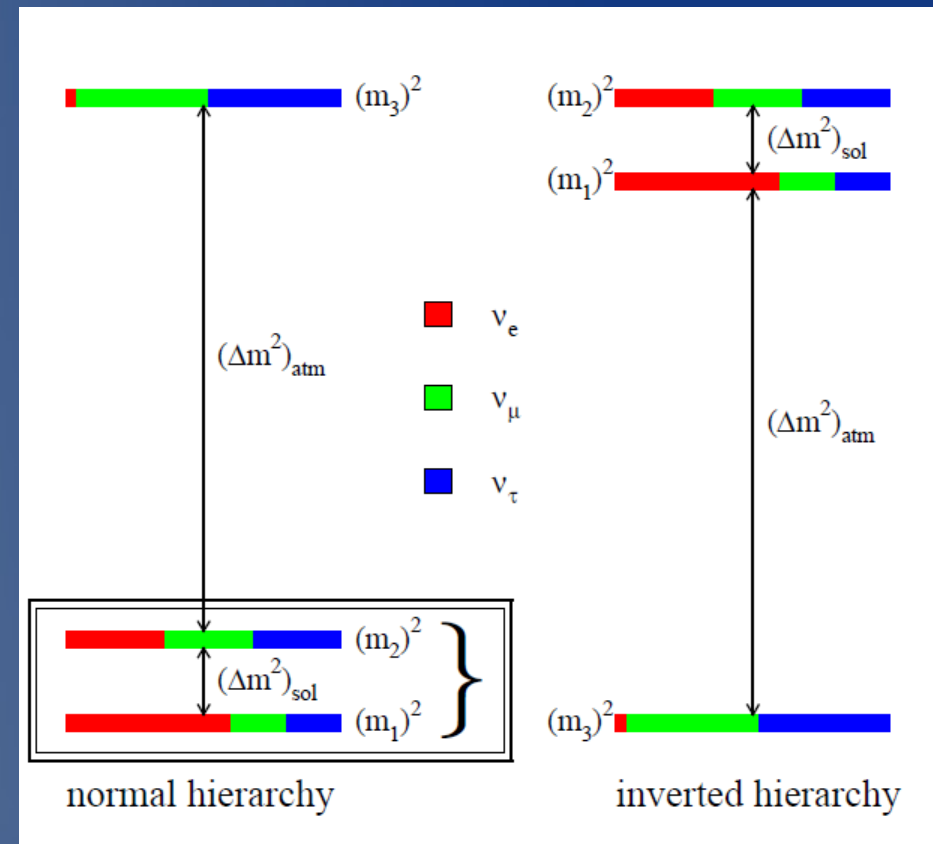 (m₃)²
(Δm²)atm
(m₂)²
(Δm²)sol
(m₁)²
normal hierarchy
νe
νμ
ντ
(m₂)²
(Δm²)sol
(m₁)²
(Δm²)atm
(m₃)²
inverted hierarchy